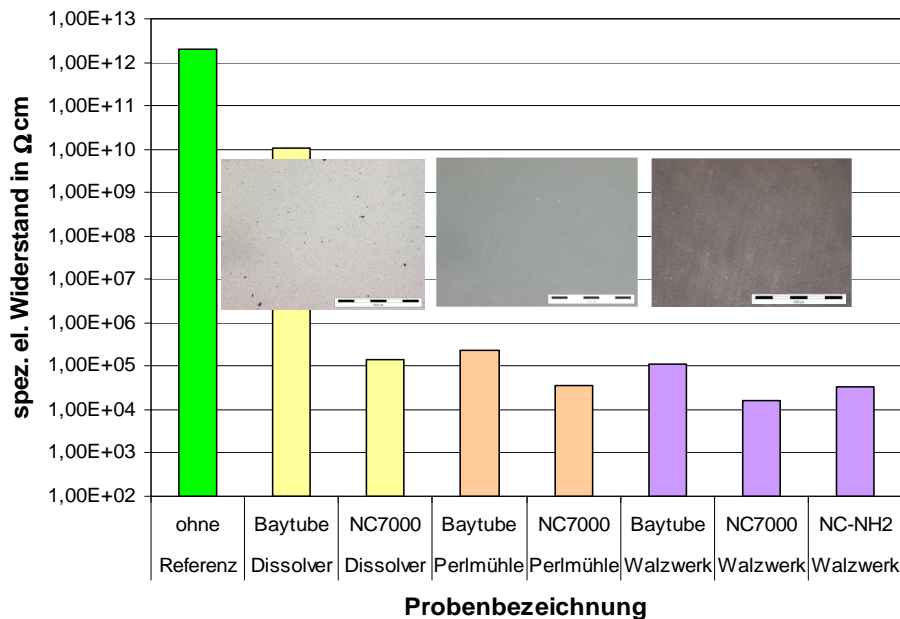 1,00E+13
1,00E+12
1,00E+11
1,00E+10
1,00E+09
1,00E+08
1,00E+07
1,00E+06
1,00E+05
1,00E+04
1,00E+03
1,00E+02
spez. el. Widerstand in Ωcm
ohne Baytube NC7000 Baytube NC7000 Baytube NC7000 NC-NH2
Referenz Dissolver Dissolver Perlmühle Perlmühle Walzwerk Walzwerk Walzwerk
Probenbezeichnung